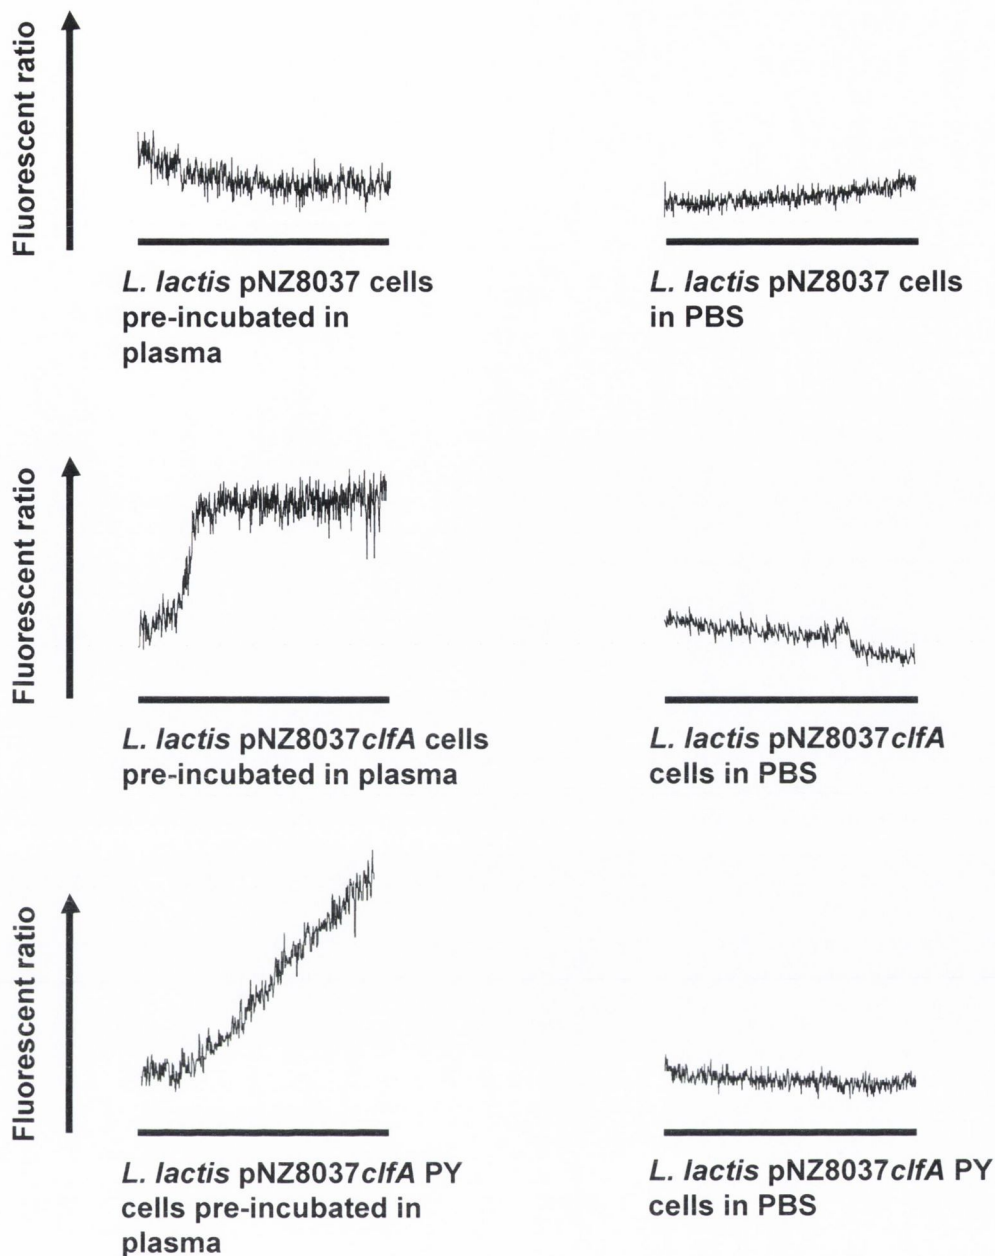 Fluorescent ratio
L. lactis pNZ8037 cells
pre-incubated in
plasma
L. lactis pNZ8037 cells
in PBS
Fluorescent ratio
L. lactis pNZ8037clfA cells
pre-incubated in plasma
L. lactis pNZ8037clfA
cells in PBS
Fluorescent ratio
L. lactis pNZ8037clfA PY
cells pre-incubated in
plasma
L. lactis pNZ8037clfA PY
cells in PBS